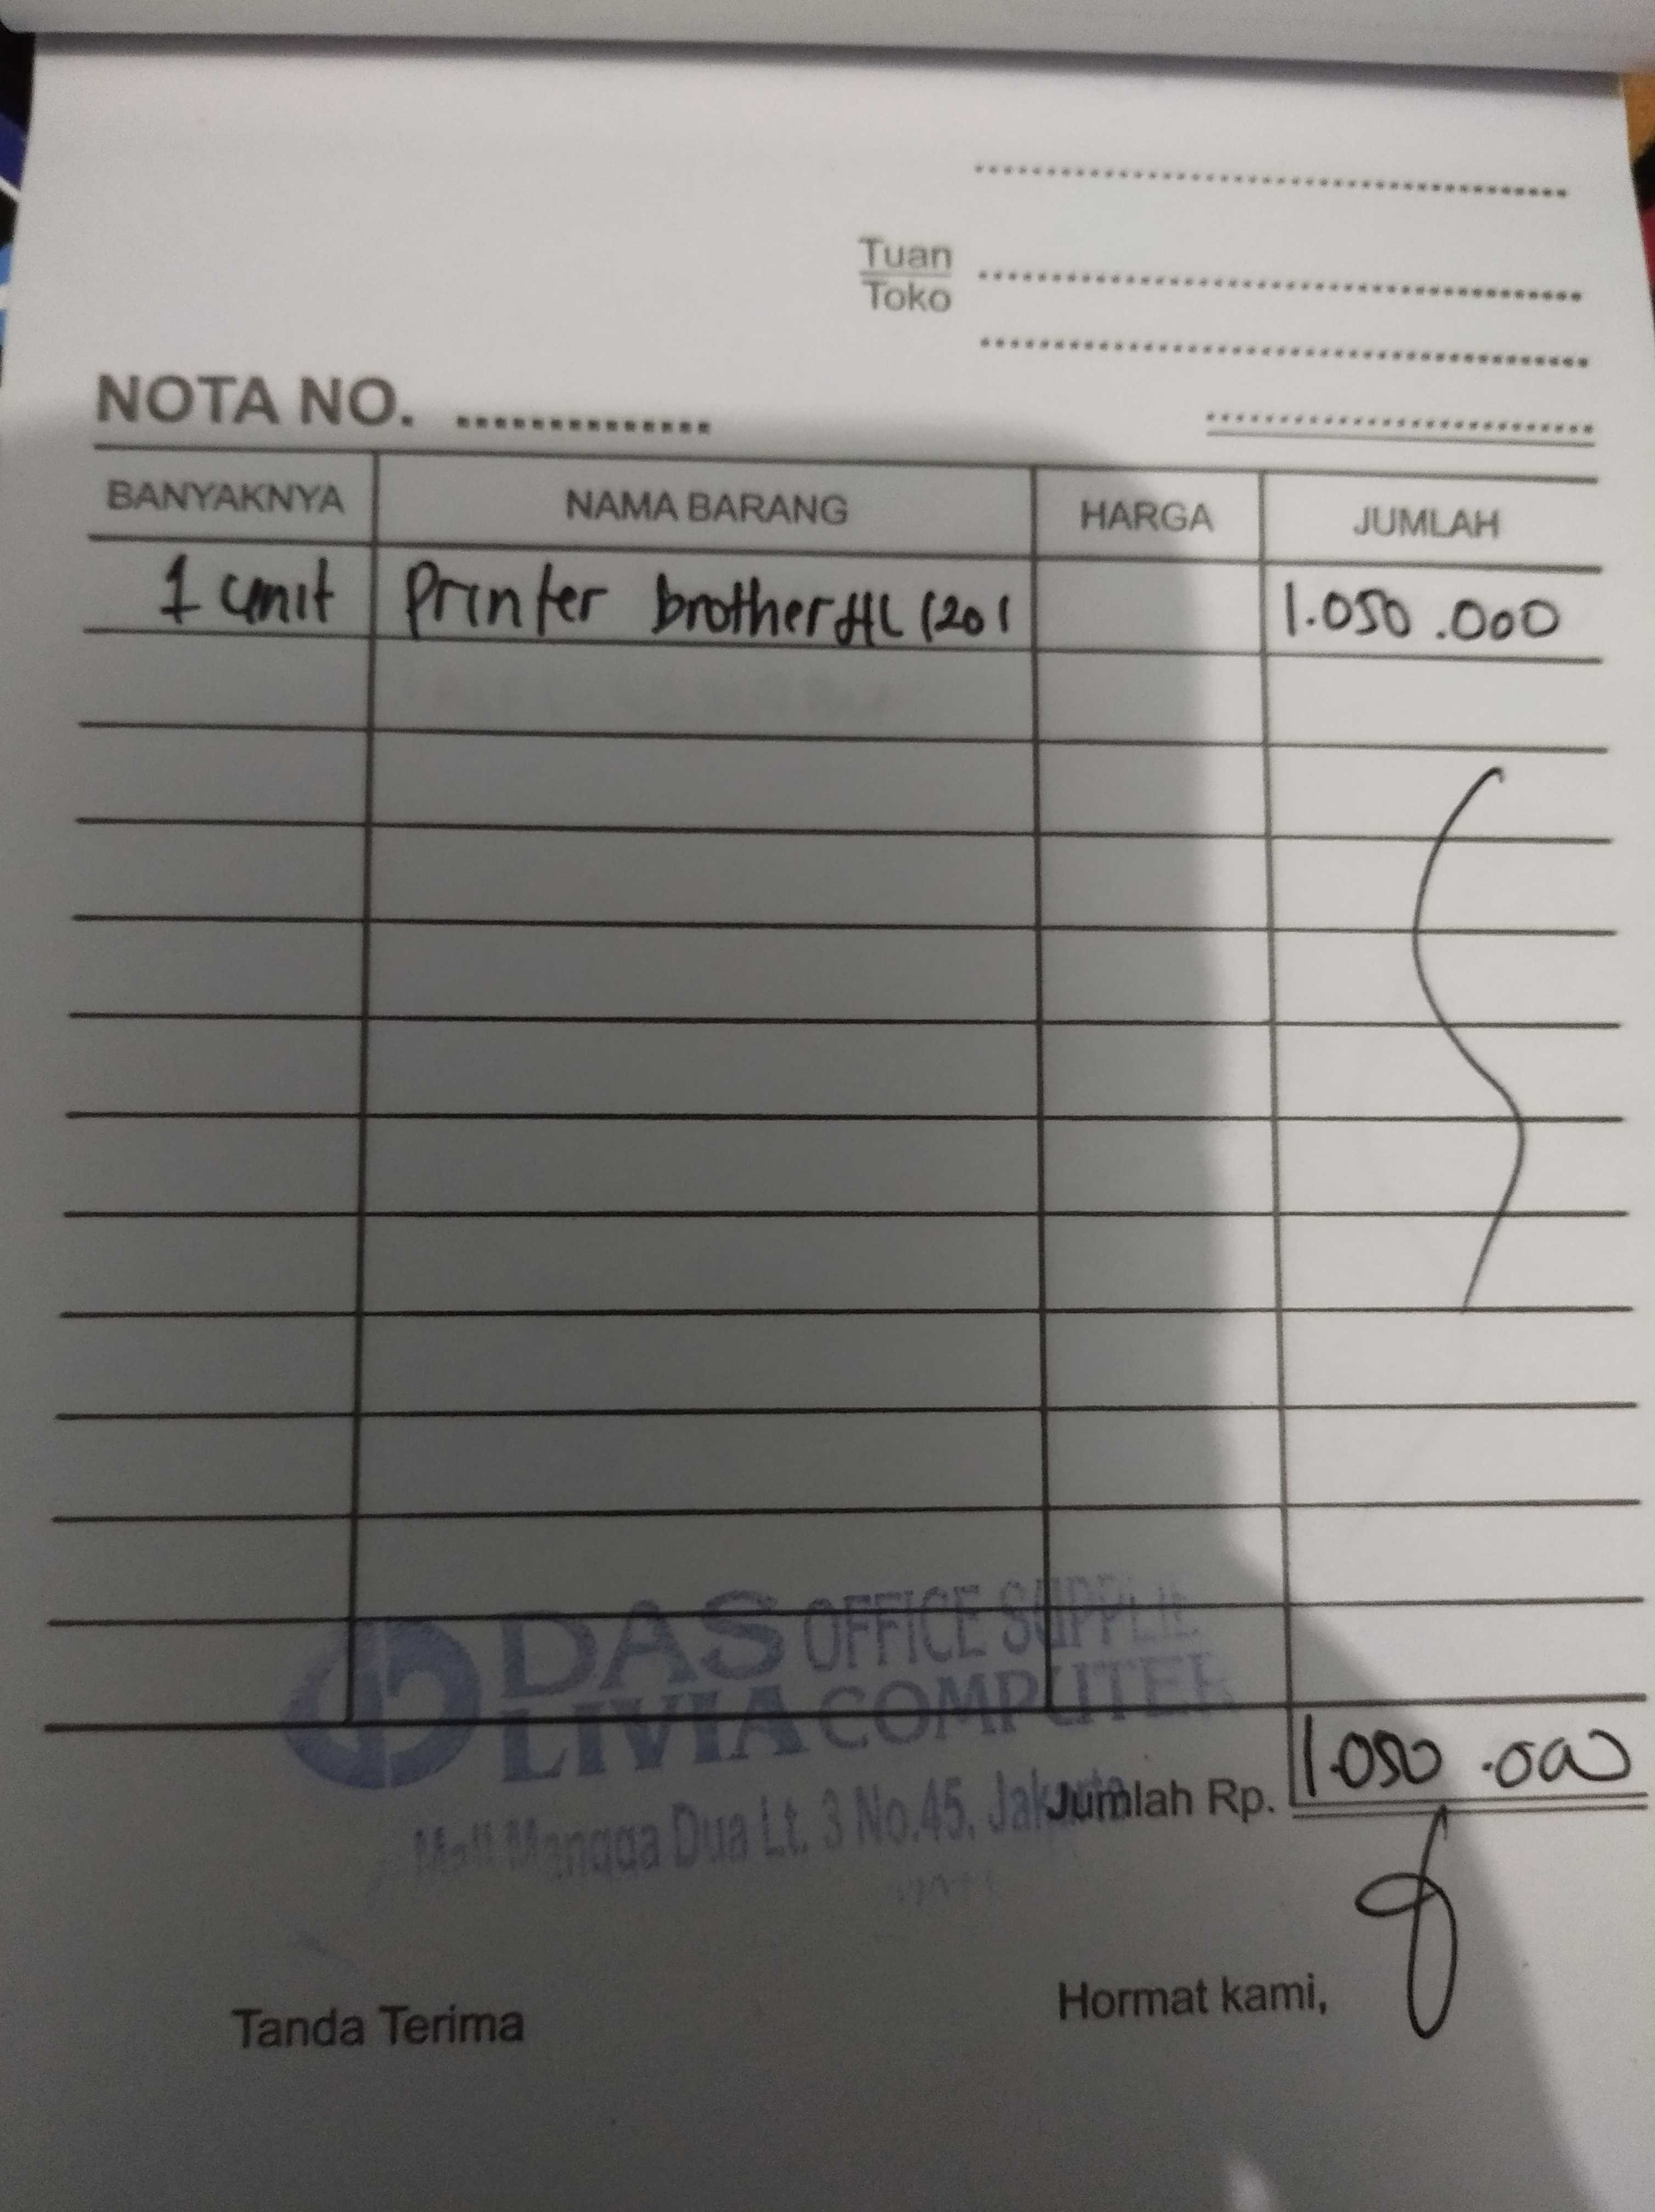 Tuan
Toko
NOTA NO.
BANYAKNYA NAMA BARANG HARGA JUMLAH
1 unit Printer brother HL 1201 1.050.000
DAS OFFICE SUPPLIE
LIVIA COMPUTER
Jumlah Rp. 1.050.000
Mall Mangga Dua Lt. 3 No.45, Jakarta
Hormat kami,
Tanda Terima